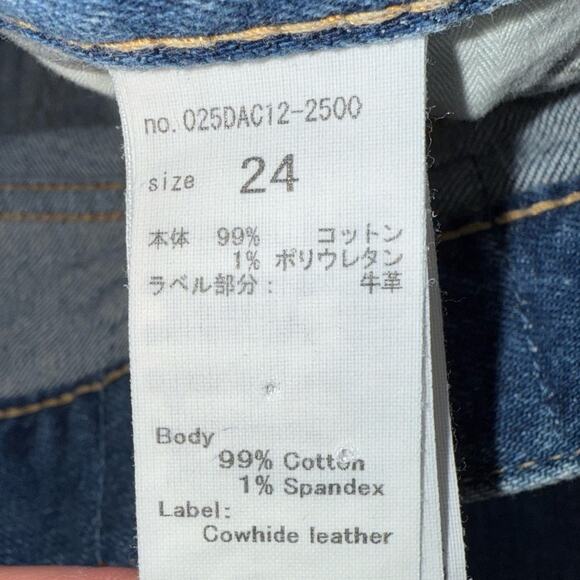 no.025DAC12-2500
size 24
本体 99% コットン
1% ポリウレタン
ラベル部分: 牛革
Body
99% Cotton
1% Spandex
Label:
Cowhide leather